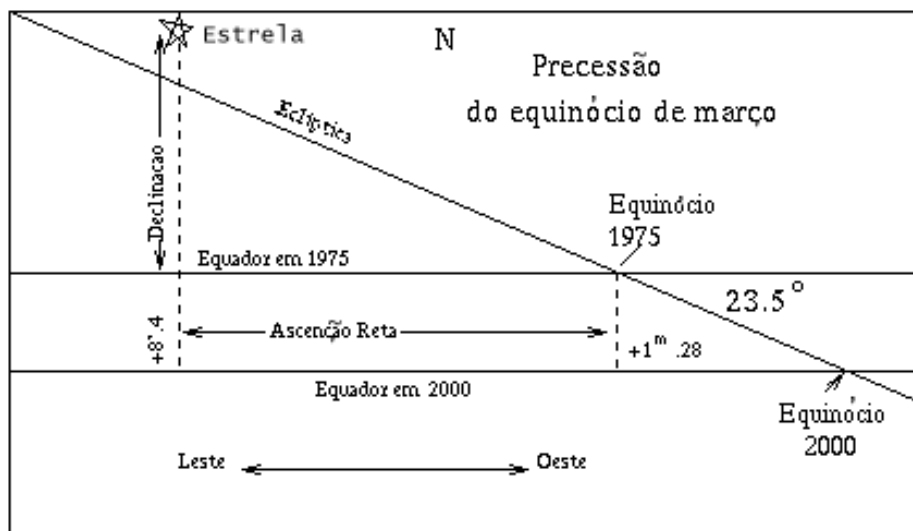 Estrela
N
Precessão
do equinócio de março
Eclíptica
Declinacao
Equinócio
1975
Equador em 1975
23.5°
+8'.4
Ascenção Reta
+1ᵐ .28
Equador em 2000
Equinócio
2000
Leste
Oeste